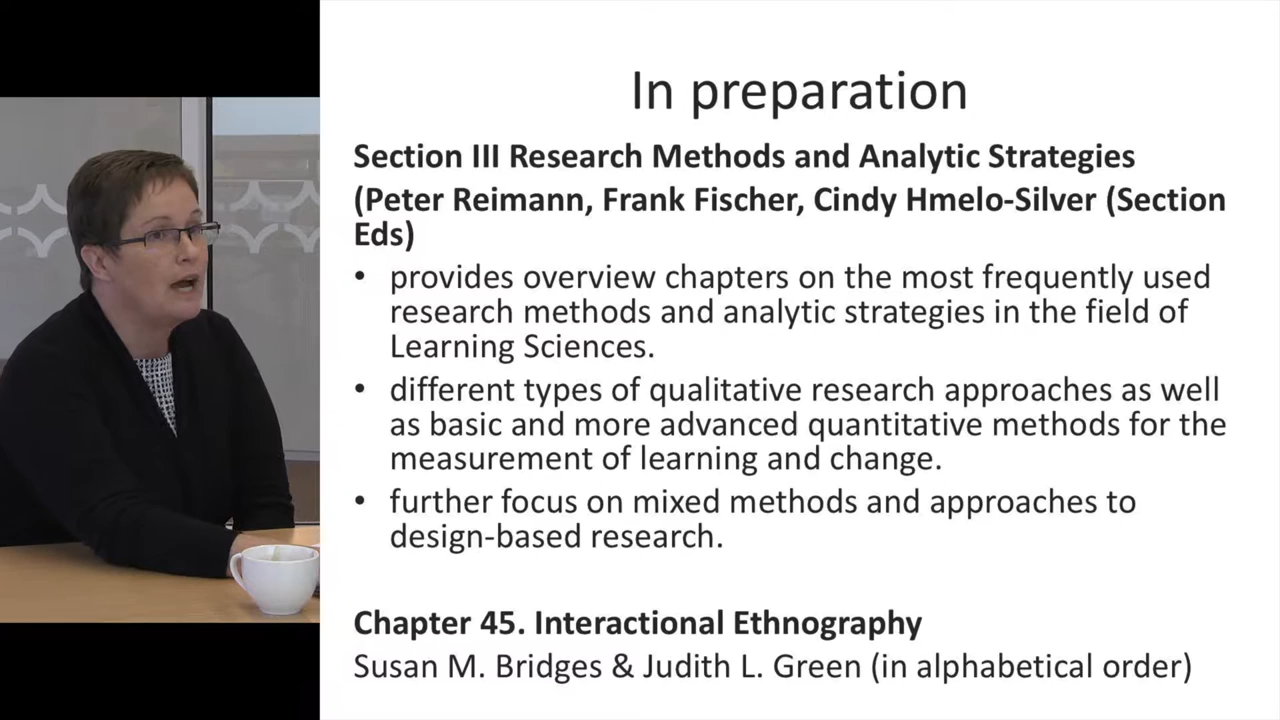 In preparation
Section III Research Methods and Analytic Strategies
(Peter Reimann, Frank Fischer, Cindy Hmelo-Silver (Section
Eds)
• provides overview chapters on the most frequently used
research methods and analytic strategies in the field of
Learning Sciences.
• different types of qualitative research approaches as well
as basic and more advanced quantitative methods for the
measurement of learning and change.
• further focus on mixed methods and approaches to
design-based research.
Chapter 45. Interactional Ethnography
Susan M. Bridges & Judith L. Green (in alphabetical order)